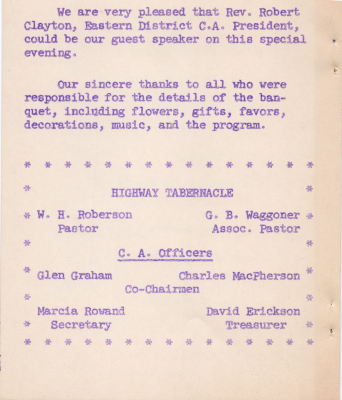 We are very pleased that Rev. Robert
Clayton, Eastern District C.A. President,
could be our guest speaker on this special
evening.
Our sincere thanks to all who were
responsible for the details of the ban-
quet, including flowers, gifts, favors,
decorations, music, and the program.
* * * * * * * * * * * * * * *
* *
HIGHWAY TABERNACLE
* W. H. Roberson G. B. Waggoner *
Pastor Assoc. Pastor
* *
C. A. Officers
* Glen Graham Charles MacPherson *
Co-Chairmen
* *
Marcia Rowand David Erickson
* Secretary Treasurer *
* * * * * * * * * * * * * * *